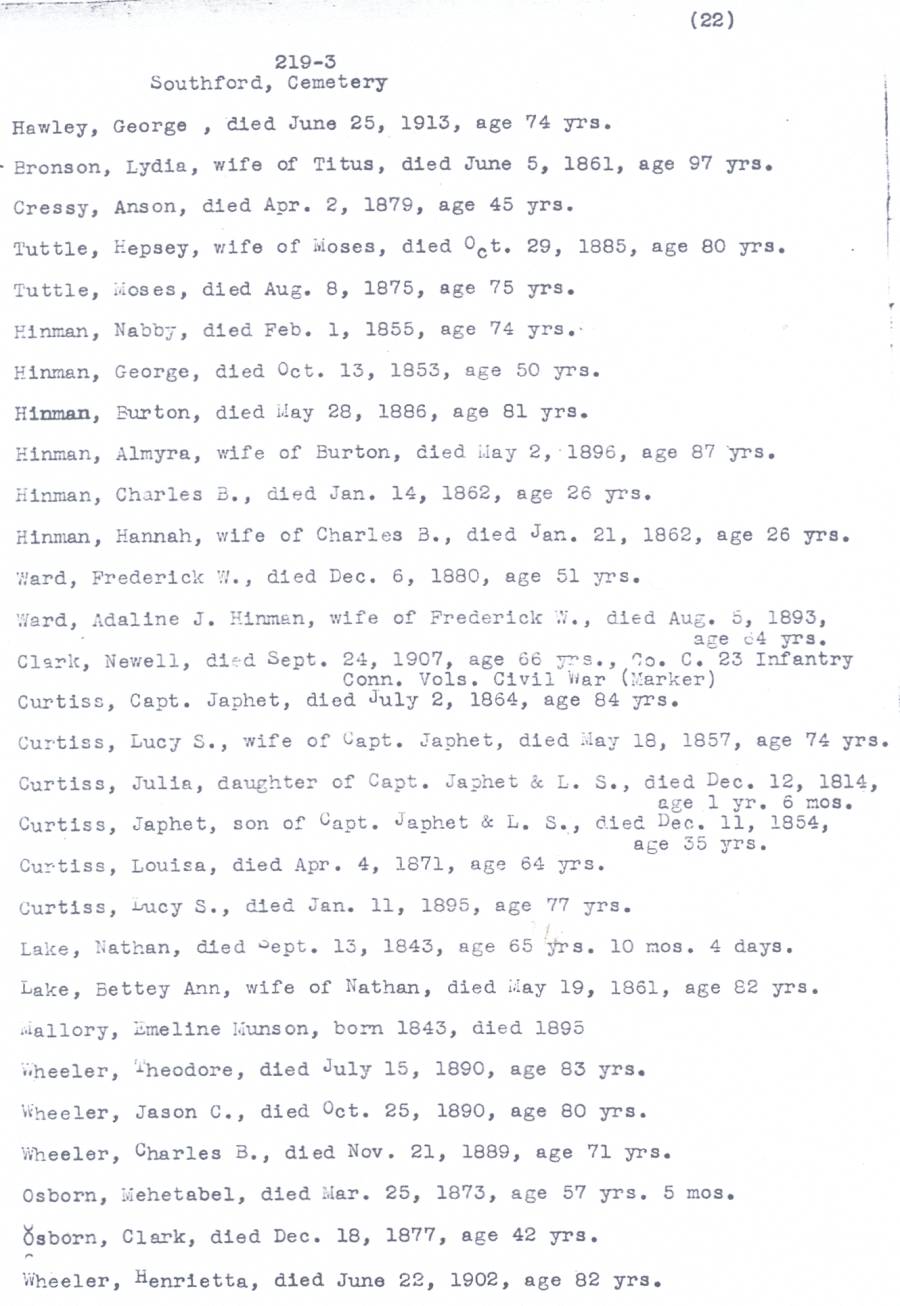 (22)
219-3
Southford, Cemetery
Hawley, George , died June 25, 1913, age 74 yrs.
Bronson, Lydia, wife of Titus, died June 5, 1861, age 97 yrs.
Cressy, Anson, died Apr. 2, 1879, age 45 yrs.
Tuttle, Hepsey, wife of Moses, died Oct. 29, 1885, age 80 yrs.
Tuttle, Moses, died Aug. 8, 1875, age 75 yrs.
Hinman, Nabby, died Feb. 1, 1855, age 74 yrs.
Hinman, George, died Oct. 13, 1853, age 50 yrs.
Hinman, Burton, died May 28, 1886, age 81 yrs.
Hinman, Almyra, wife of Burton, died May 2, 1896, age 87 yrs.
Hinman, Charles B., died Jan. 14, 1862, age 26 yrs.
Hinman, Hannah, wife of Charles B., died Jan. 21, 1862, age 26 yrs.
Ward, Frederick W., died Dec. 6, 1880, age 51 yrs.
Ward, Adaline J. Hinman, wife of Frederick W., died Aug. 5, 1893,
age 64 yrs.
Clark, Newell, died Sept. 24, 1907, age 66 yrs., Co. C. 23 Infantry
Conn. Vols. Civil War (Marker)
Curtiss, Capt. Japhet, died July 2, 1864, age 84 yrs.
Curtiss, Lucy S., wife of Capt. Japhet, died May 18, 1857, age 74 yrs.
Curtiss, Julia, daughter of Capt. Japhet & L. S., died Dec. 12, 1814,
age 1 yr. 6 mos.
Curtiss, Japhet, son of Capt. Japhet & L. S., died Dec. 11, 1854,
age 35 yrs.
Curtiss, Louisa, died Apr. 4, 1871, age 64 yrs.
Curtiss, Lucy S., died Jan. 11, 1895, age 77 yrs.
Lake, Nathan, died Sept. 13, 1843, age 65 yrs. 10 mos. 4 days.
Lake, Bettey Ann, wife of Nathan, died May 19, 1861, age 82 yrs.
Mallory, Emeline Munson, born 1843, died 1895
Wheeler, Theodore, died July 15, 1890, age 83 yrs.
Wheeler, Jason C., died Oct. 25, 1890, age 80 yrs.
Wheeler, Charles B., died Nov. 21, 1889, age 71 yrs.
Osborn, Mehetabel, died Mar. 25, 1873, age 57 yrs. 5 mos.
Osborn, Clark, died Dec. 18, 1877, age 42 yrs.
Wheeler, Henrietta, died June 22, 1902, age 82 yrs.